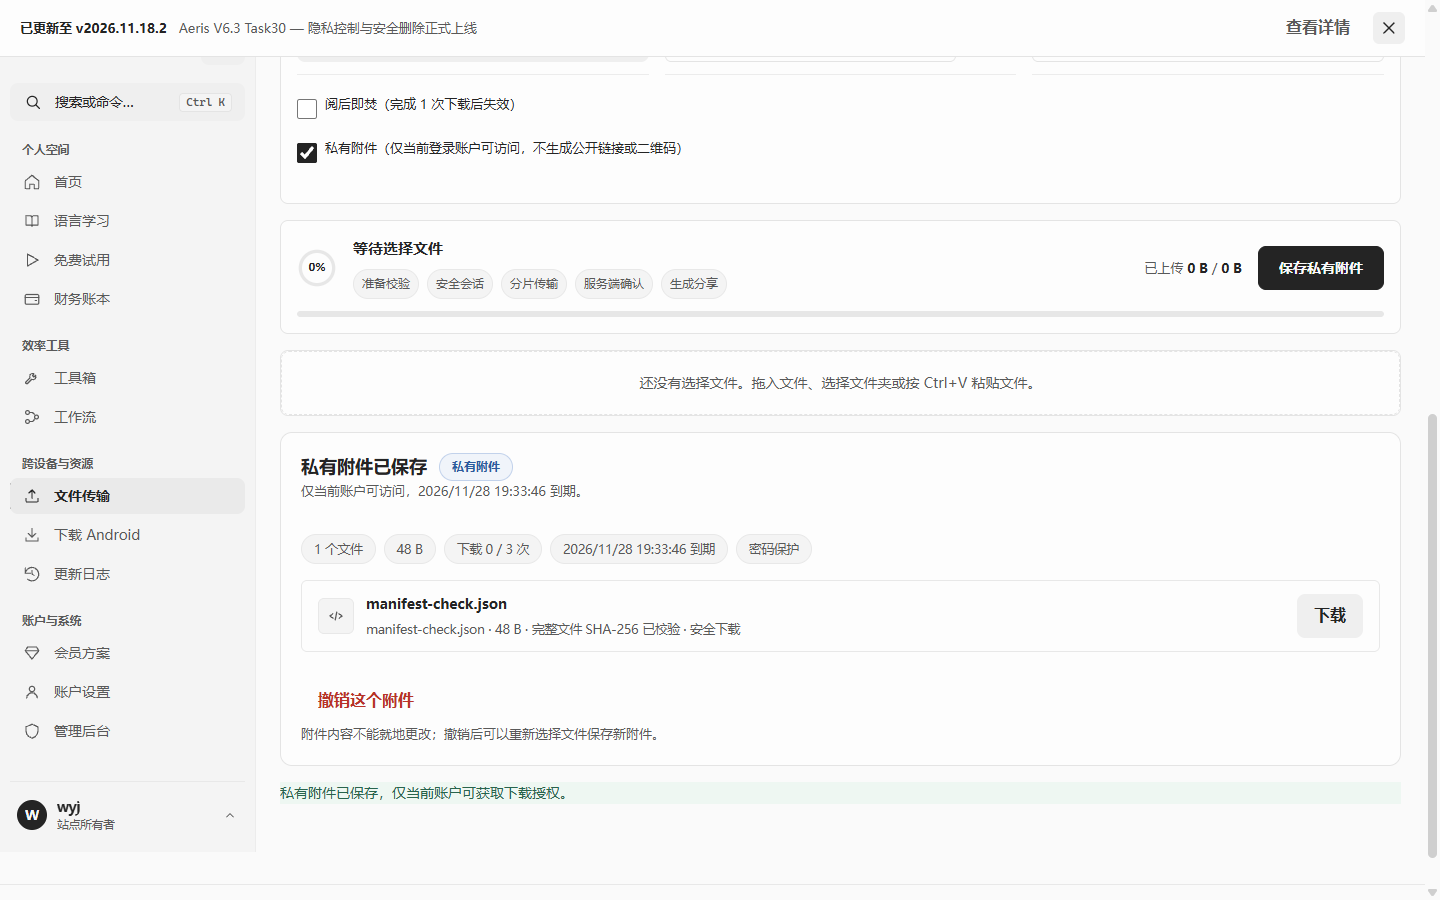 已更新至 v2026.11.18.2 Aeris V6.3 Task30 — 隐私控制与安全删除正式上线
查看详情
搜索或命令... Ctrl K
个人空间
首页
语言学习
免费试用
财务账本
效率工具
工具箱
工作流
跨设备与资源
文件传输
下载 Android
更新日志
账户与系统
会员方案
账户设置
管理后台
W
wyj
站点所有者
阅后即焚（完成 1 次下载后失效）
私有附件（仅当前登录账户可访问，不生成公开链接或二维码）
0%
等待选择文件
准备校验 安全会话 分片传输 服务端确认 生成分享
已上传 0 B / 0 B
保存私有附件
还没有选择文件。拖入文件、选择文件夹或按 Ctrl+V 粘贴文件。
私有附件已保存 私有附件
仅当前账户可访问，2026/11/28 19:33:46 到期。
1 个文件 48 B 下载 0 / 3 次 2026/11/28 19:33:46 到期 密码保护
manifest-check.json
manifest-check.json · 48 B · 完整文件 SHA-256 已校验 · 安全下载
下载
撤销这个附件
附件内容不能就地更改；撤销后可以重新选择文件保存新附件。
私有附件已保存，仅当前账户可获取下载授权。